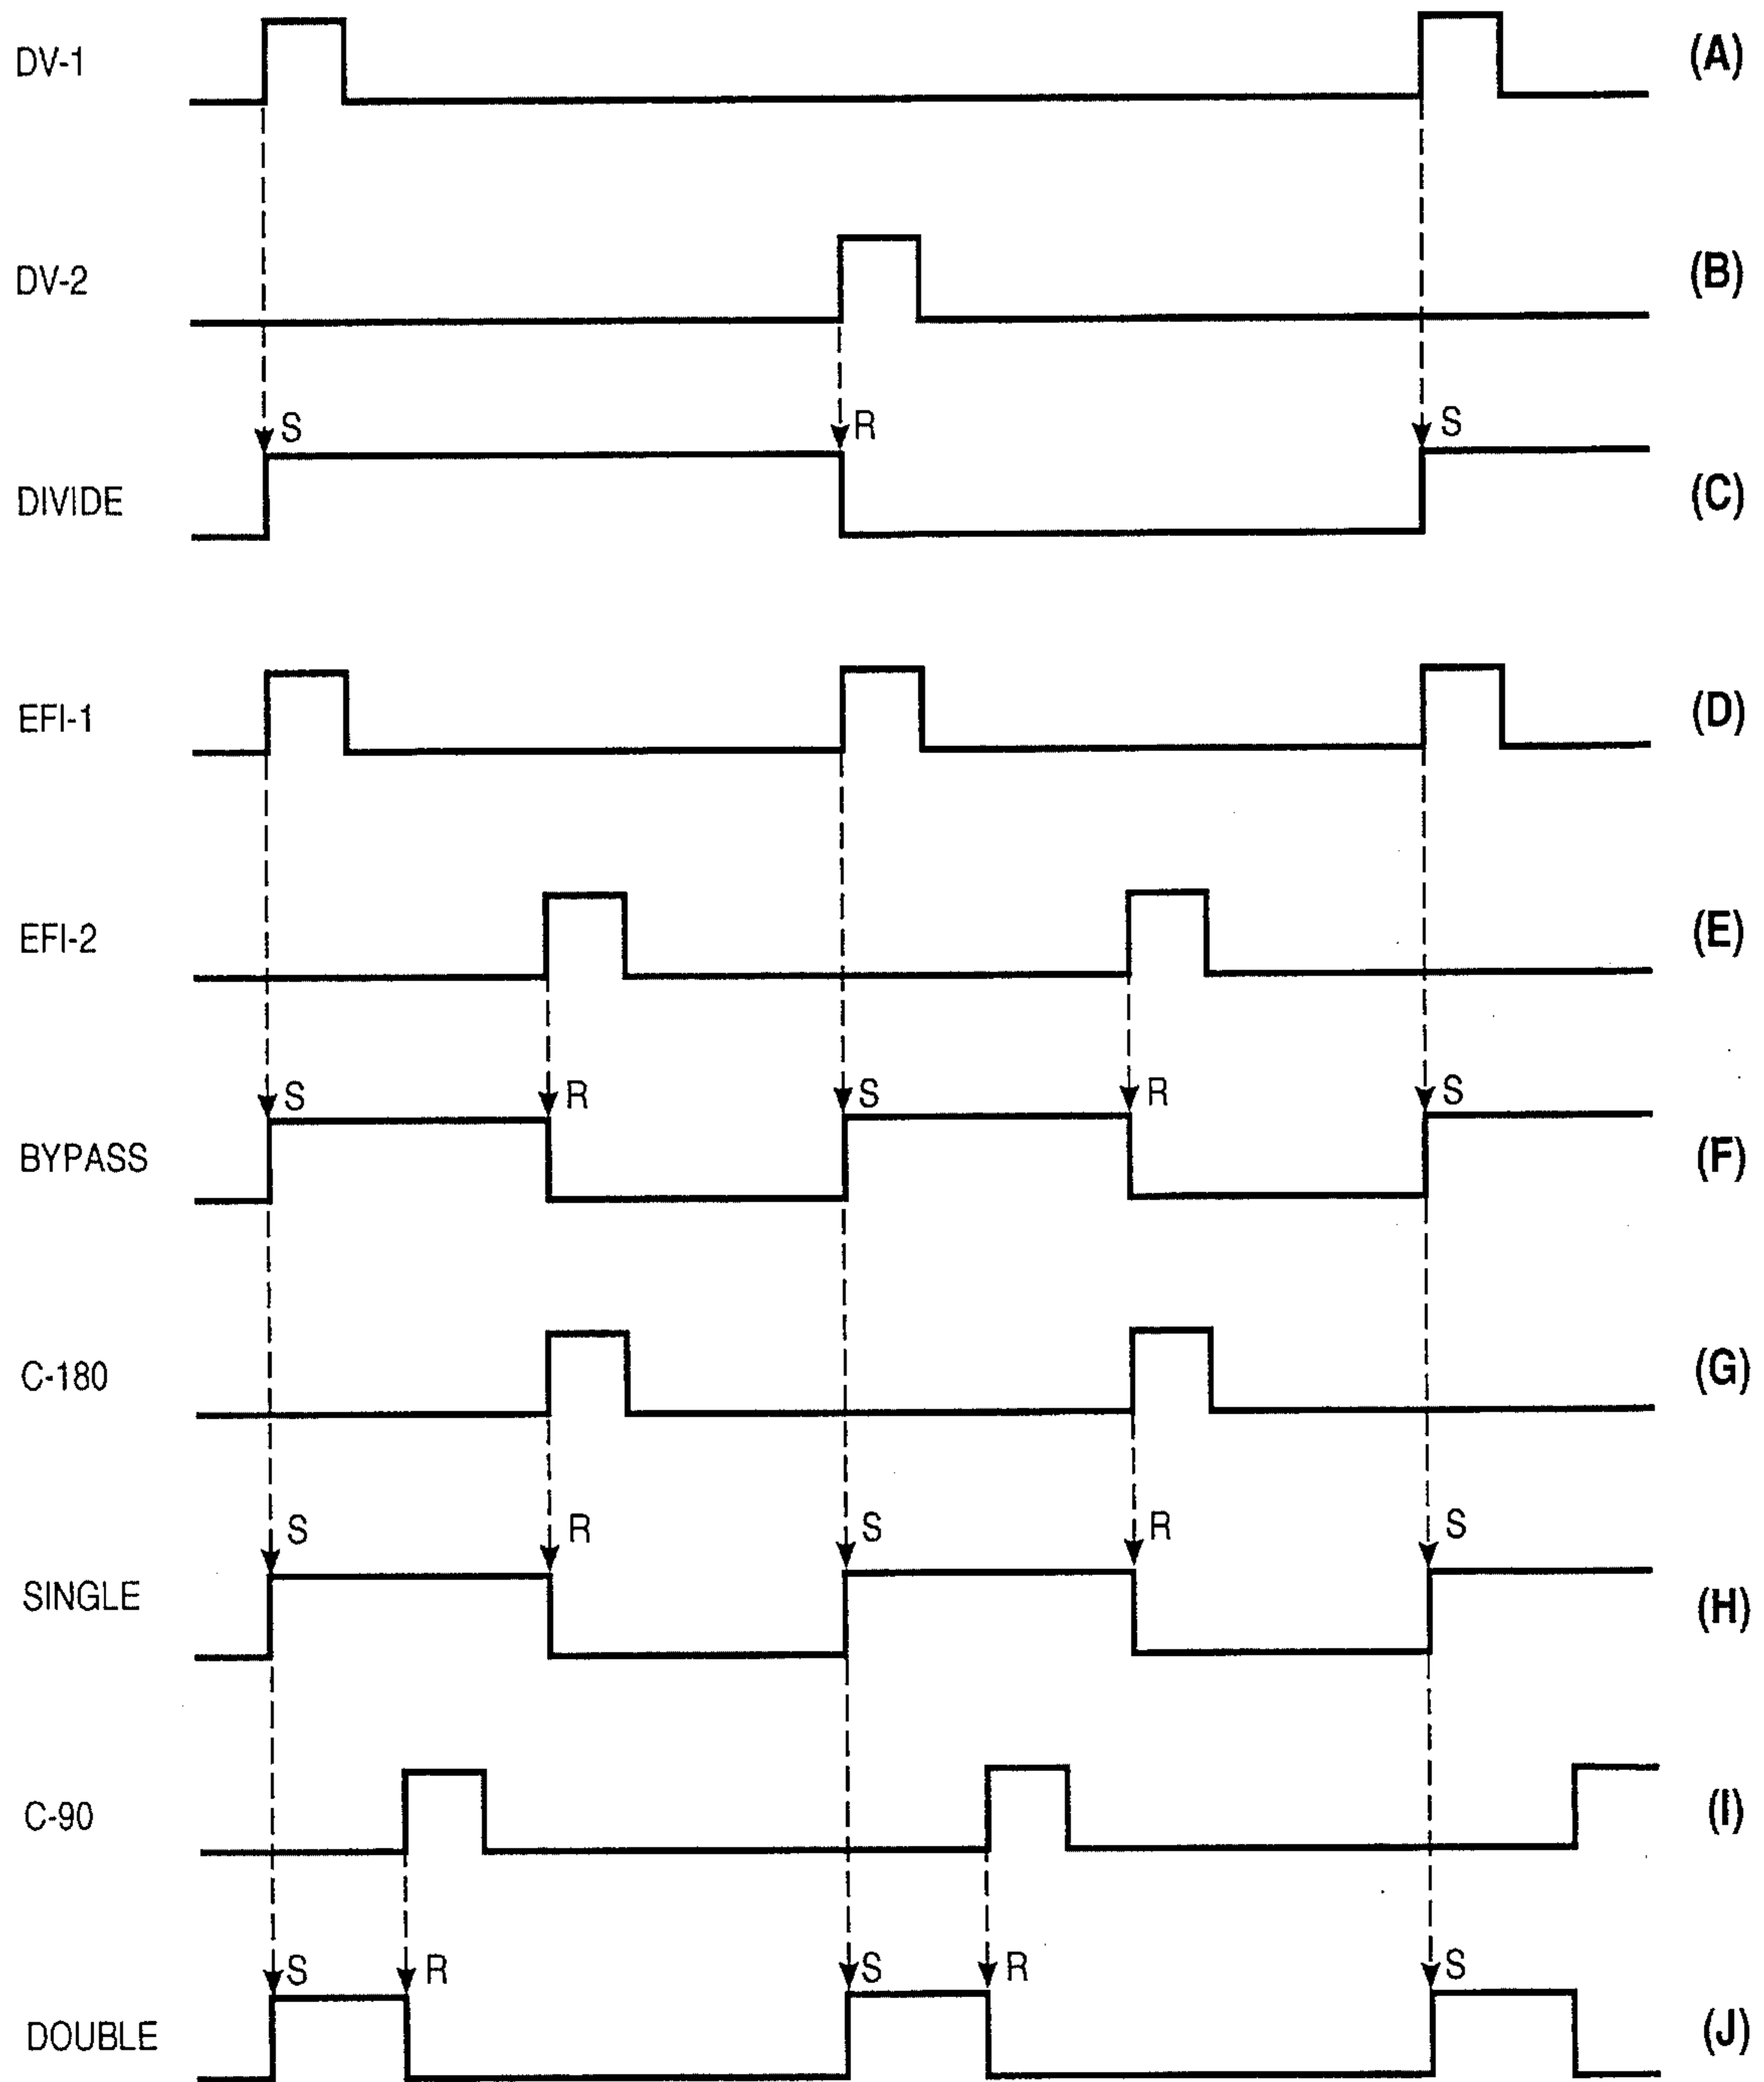 DV-1 (A)
DV-2 (B)
S R S
DIVIDE (C)
EFI-1 (D)
EFI-2 (E)
S R S R S
BYPASS (F)
C-180 (G)
S R S R S
SINGLE (H)
C-90 (I)
S R S R S
DOUBLE (J)